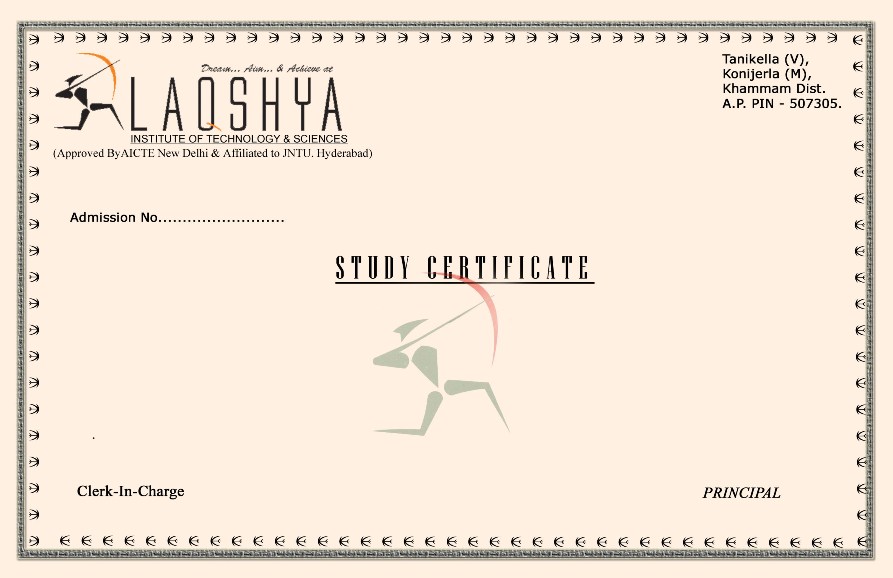 Dream... Aim... & Achieve at
LAQSHYA
INSTITUTE OF TECHNOLOGY & SCIENCES
(Approved ByAICTE New Delhi & Affiliated to JNTU. Hyderabad)
Tanikella (V),
Konijerla (M),
Khammam Dist.
A.P. PIN - 507305.
Admission No..........................
STUDY CERTIFICATE
Clerk-In-Charge
PRINCIPAL